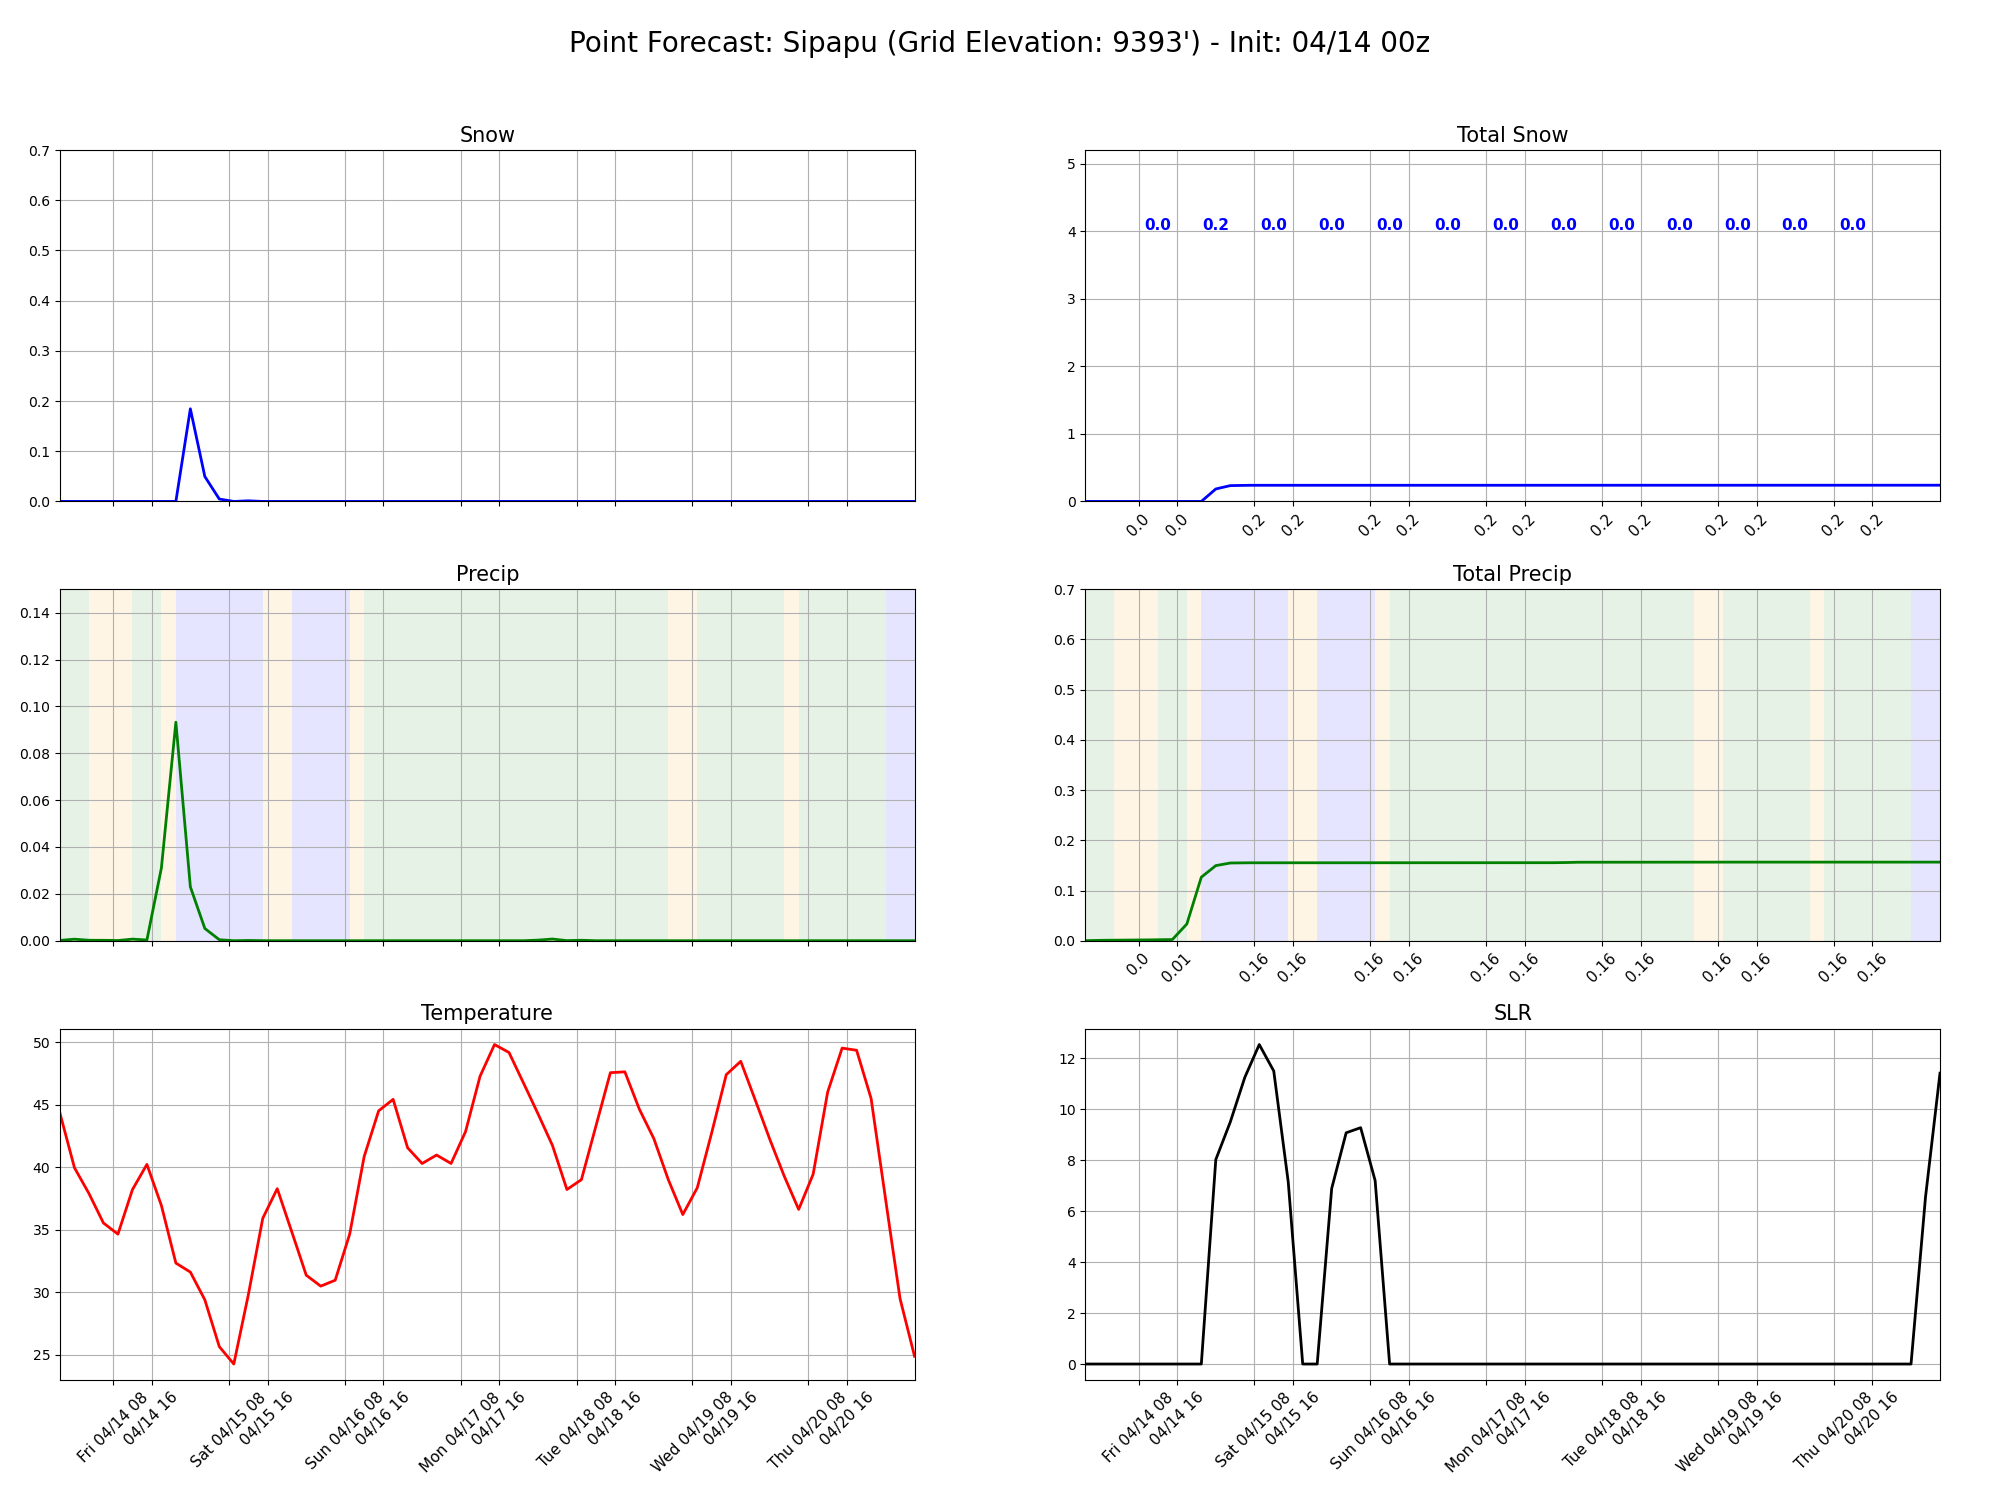 Point Forecast: Sipapu (Grid Elevation: 9393') - Init: 04/14 00z
Snow
0.7
0.6
0.5
0.4
0.3
0.2
0.1
0.0
Total Snow
5
4
3
2
1
0
0.0 0.2 0.0 0.0 0.0 0.0 0.0 0.0 0.0 0.0 0.0 0.0 0.0
0.0 0.0 0.2 0.2 0.2 0.2 0.2 0.2 0.2 0.2 0.2 0.2 0.2 0.2
Precip
0.14
0.12
0.10
0.08
0.06
0.04
0.02
0.00
Total Precip
0.7
0.6
0.5
0.4
0.3
0.2
0.1
0.0
0.0 0.01 0.16 0.16 0.16 0.16 0.16 0.16 0.16 0.16 0.16 0.16 0.16 0.16
Temperature
50
45
40
35
30
25
Fri 04/14 08
04/14 16
Sat 04/15 08
04/15 16
Sun 04/16 08
04/16 16
Mon 04/17 08
04/17 16
Tue 04/18 08
04/18 16
Wed 04/19 08
04/19 16
Thu 04/20 08
04/20 16
SLR
12
10
8
6
4
2
0
Fri 04/14 08
04/14 16
Sat 04/15 08
04/15 16
Sun 04/16 08
04/16 16
Mon 04/17 08
04/17 16
Tue 04/18 08
04/18 16
Wed 04/19 08
04/19 16
Thu 04/20 08
04/20 16